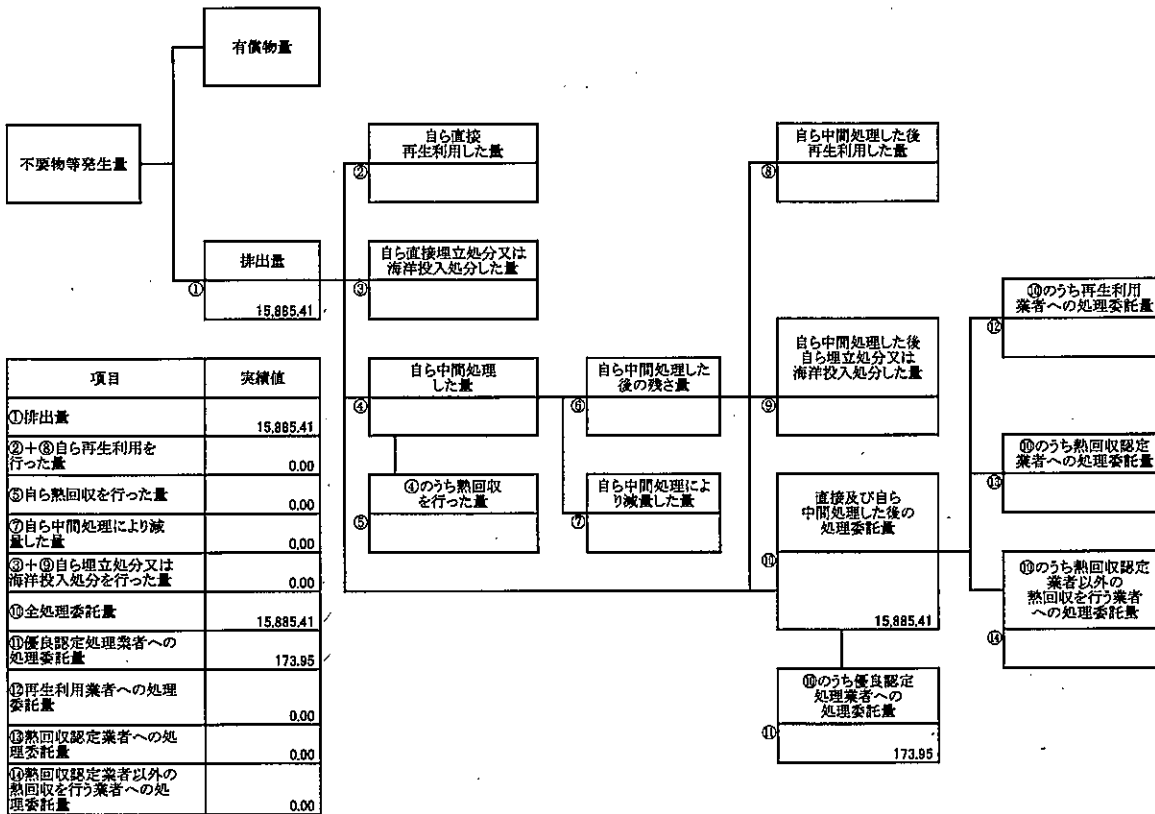 有償物量
不要物等発生量
排出量
①
15,885.41
自ら直接
再生利用した量
②
自ら直接埋立処分又は
海洋投入処分した量
③
自ら中間処理
した量
④
④のうち熱回収
を行った量
⑤
自ら中間処理した
後の残さ量
⑥
自ら中間処理によ
り減量した量
⑦
自ら中間処理した後
再生利用した量
⑧
自ら中間処理した後
自ら埋立処分又は
海洋投入処分した量
⑨
直接及び自ら
中間処理した後の
処理委託量
⑩
15,885.41
⑩のうち優良認定
処理業者への
処理委託量
⑪
173.95
⑩のうち再生利用
業者への処理委託量
⑫
⑩のうち熱回収認定
業者への処理委託量
⑬
⑩のうち熱回収認定
業者以外の
熱回収を行う業者
への処理委託量
⑭
項目 実績値
①排出量 15,885.41
②+⑧自ら再生利用を
行った量 0.00
⑤自ら熱回収を行った量 0.00
⑦自ら中間処理により減
量した量 0.00
③+⑨自ら埋立処分又は
海洋投入処分を行った量 0.00
⑩全処理委託量 15,885.41
⑪優良認定処理業者への
処理委託量 173.95
⑫再生利用業者への処理
委託量 0.00
⑬熱回収認定業者への処
理委託量 0.00
⑭熱回収認定業者以外の
熱回収を行う業者への処
理委託量 0.00